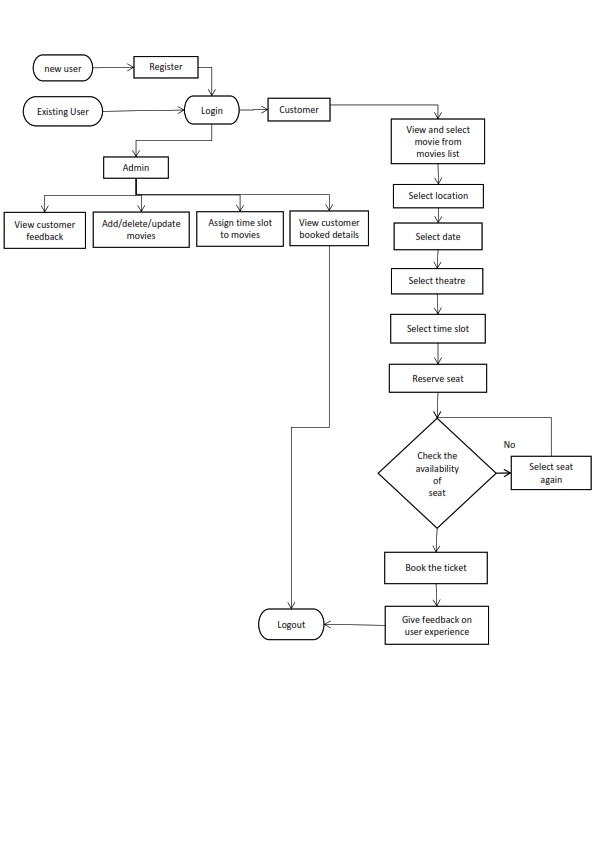 new user
Register
Existing User
Login
Customer
View and select
movie from
movies list
Admin
Select location
View customer
feedback
Add/delete/update
movies
Assign time slot
to movies
View customer
booked details
Select date
Select theatre
Select time slot
Reserve seat
Check the
availability
of
seat
No
Select seat
again
Book the ticket
Give feedback on
user experience
Logout